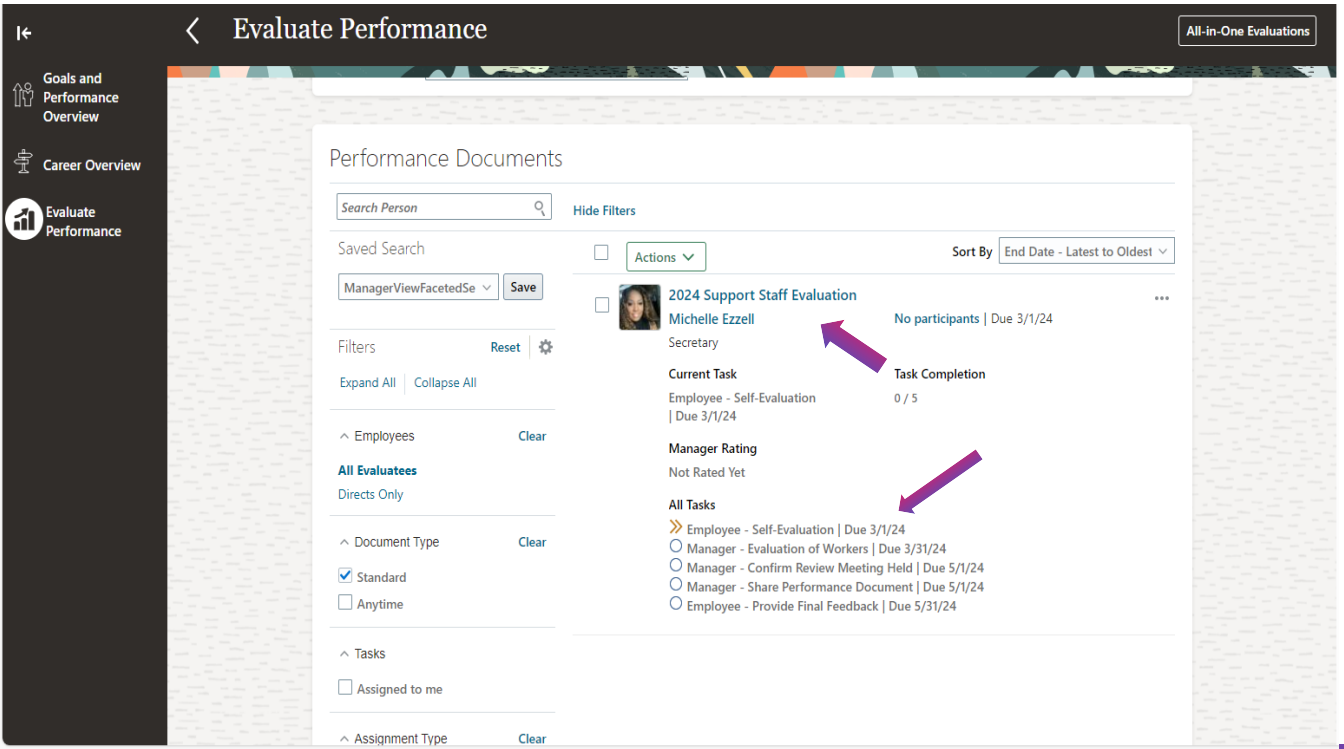 Evaluate Performance
All-in-One Evaluations
Goals and
Performance
Overview
Career Overview
Evaluate
Performance
Performance Documents
Search Person
Hide Filters
Saved Search
ManagerViewFacetedSe
Save
Actions
Sort By
End Date - Latest to Oldest
Filters
Reset
Expand All
Collapse All
Employees
Clear
All Evaluatees
Directs Only
Document Type
Clear
Standard
Anytime
Tasks
Assigned to me
Assignment Type
Clear
2024 Support Staff Evaluation
Michelle Ezzell
No participants | Due 3/1/24
Secretary
Current Task
Task Completion
Employee - Self-Evaluation
| Due 3/1/24
0 / 5
Manager Rating
Not Rated Yet
All Tasks
Employee - Self-Evaluation | Due 3/1/24
Manager - Evaluation of Workers | Due 3/31/24
Manager - Confirm Review Meeting Held | Due 5/1/24
Manager - Share Performance Document | Due 5/1/24
Employee - Provide Final Feedback | Due 5/31/24